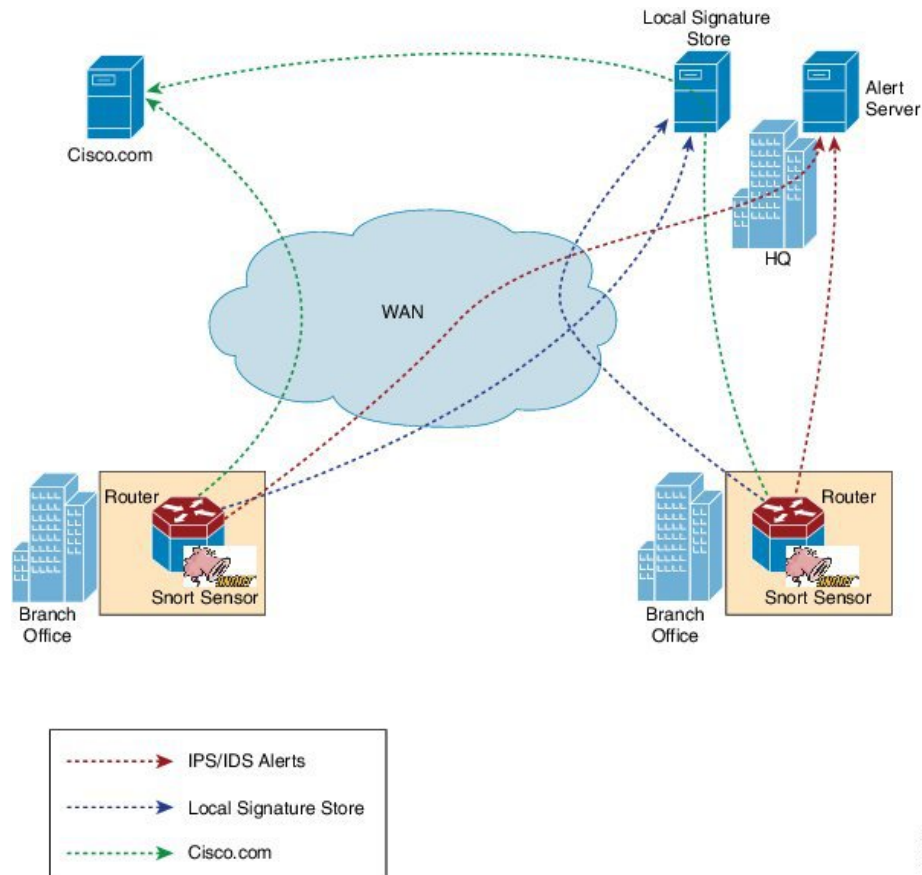 Local Signature
Store
Alert
Server
Cisco.com
HQ
WAN
Router
Snort Sensor
Branch
Office
Router
Snort Sensor
Branch
Office
IPS/IDS Alerts
Local Signature Store
Cisco.com